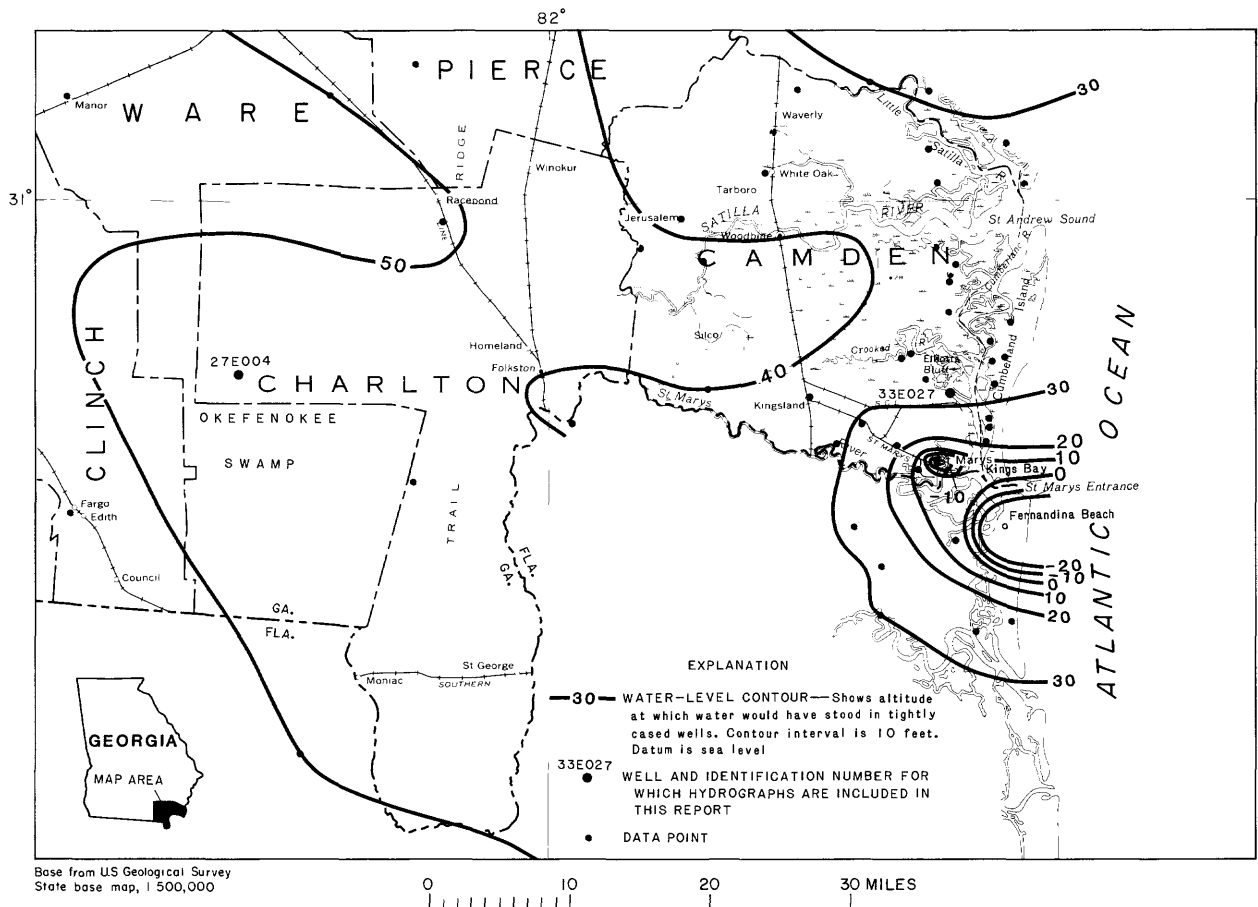 82°
PIERCE
WARE
Manor
RIDGE
Winokur
Waverly
Little
Satilla
R
30
31°
Racepond
Tarboro
White Oak
Jerusalem
SATILLA
RIVER
St Andrew Sound
Woodbine
CAMDEN
50
Cumberland
R
Island
Silco
CLINCH
Homeland
Folkston
Crooked
R
Elliotts
Bluff
Cumberland
27E004
CHARLTON
40
St Marys
Kingsland
33E027
30
OKEFENOKEE
SWAMP
ST MARYS
River
20
10
0
St Marys
Kings Bay
-10
St Marys Entrance
Fernandina Beach
ATLANTIC OCEAN
Fargo
Edith
TRAIL
FLA.
GA.
Council
-20
-10
0
10
20
GA.
FLA.
St George
Moniac
SOUTHERN
30
EXPLANATION
30 WATER-LEVEL CONTOUR—Shows altitude
at which water would have stood in tightly
cased wells. Contour interval is 10 feet.
Datum is sea level
33E027
WELL AND IDENTIFICATION NUMBER FOR
WHICH HYDROGRAPHS ARE INCLUDED IN
THIS REPORT
DATA POINT
GEORGIA
MAP AREA
Base from U.S Geological Survey
State base map, 1 500,000
0 10 20 30 MILES